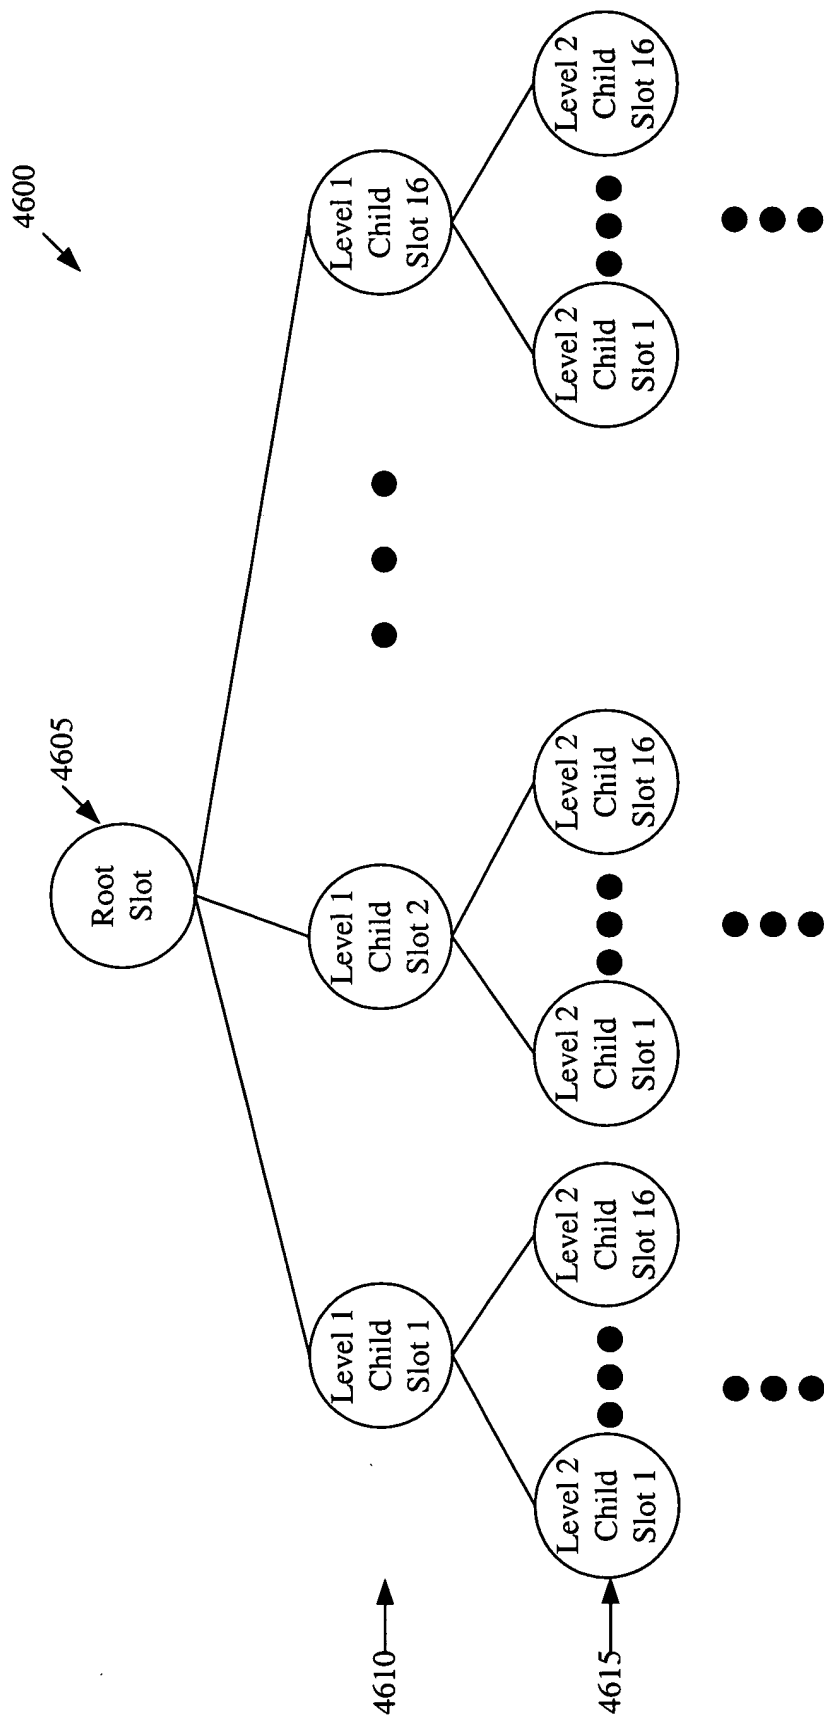 4600
4605
Root
Slot
4610
Level 1
Child
Slot 1
Level 1
Child
Slot 2
Level 1
Child
Slot 16
4615
Level 2
Child
Slot 1
Level 2
Child
Slot 16
Level 2
Child
Slot 1
Level 2
Child
Slot 16
Level 2
Child
Slot 1
Level 2
Child
Slot 16